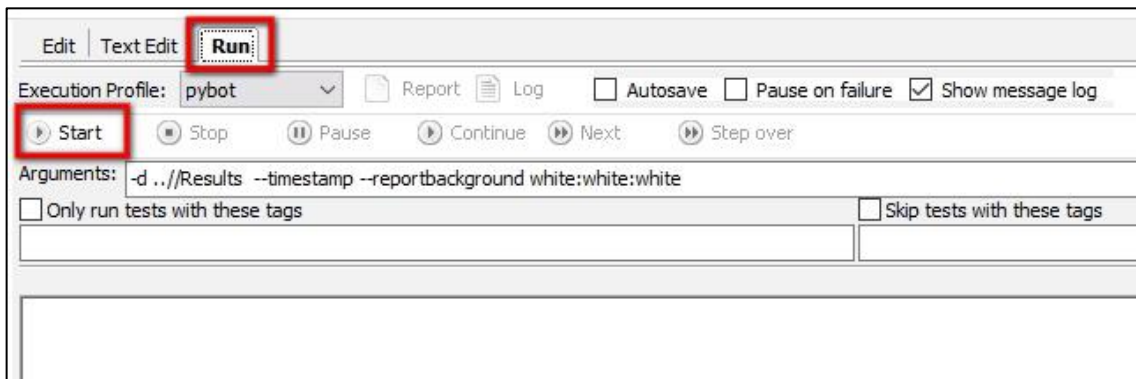 Edit Text Edit Run
Execution Profile: pybot Report Log Autosave Pause on failure Show message log
Start Stop Pause Continue Next Step over
Arguments: -d ..//Results --timestamp --reportbackground white:white:white
Only run tests with these tags Skip tests with these tags